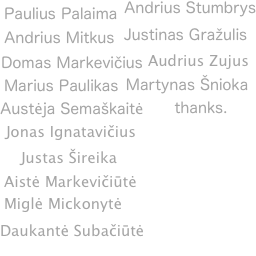 Paulius Palaima
Andrius Stumbrys
Andrius Mitkus
Justinas Gražulis
Domas Markevičius
Audrius Zujus
Marius Paulikas
Martynas Šnioka
Austėja Semaškaitė
thanks.
Jonas Ignatavičius
Justas Šireika
Aistė Markevičiūtė
Miglė Mickonytė
Daukantė Subačiūtė